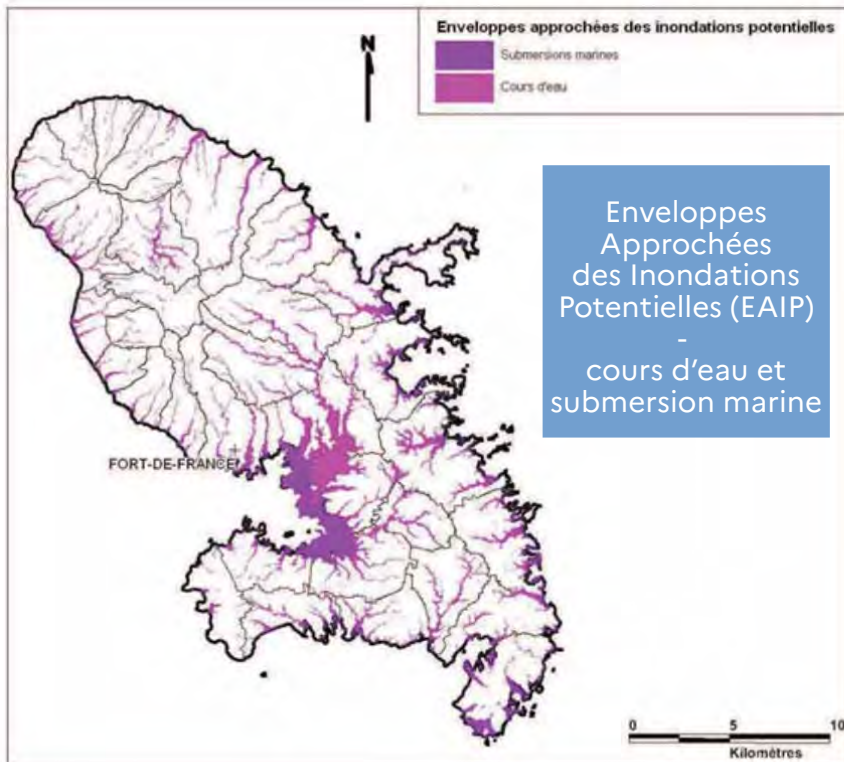 Enveloppes approchées des inondations potentielles
Submersions marines
Cours d'eau
N
Enveloppes
Approchées
des Inondations
Potentielles (EAIP)
-
cours d'eau et
submersion marine
FORT-DE-FRANCE
0 5 10
Kilomètres